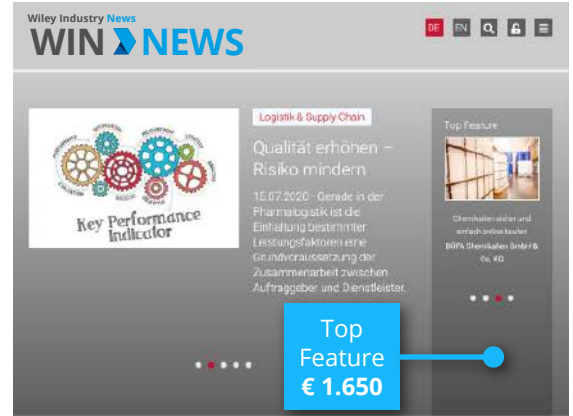 Wiley Industry News
WIN NEWS
DE EN
Logistik & Supply Chain
Qualität erhöhen –
Risiko mindern
15.07.2020 - Gerade in der
Pharmalogistik ist die
Einhaltung bestimmter
Leistungsfaktoren eine
Grundvoraussetzung der
Zusammenarbeit zwischen
Auftraggeber und Dienstleister.
Key Performance
Indicator
Top Feature
Chemikalien sicher und
einfach online kaufen
BÜFA Chemikalien GmbH &
Co. KG
Top
Feature
€ 1.650